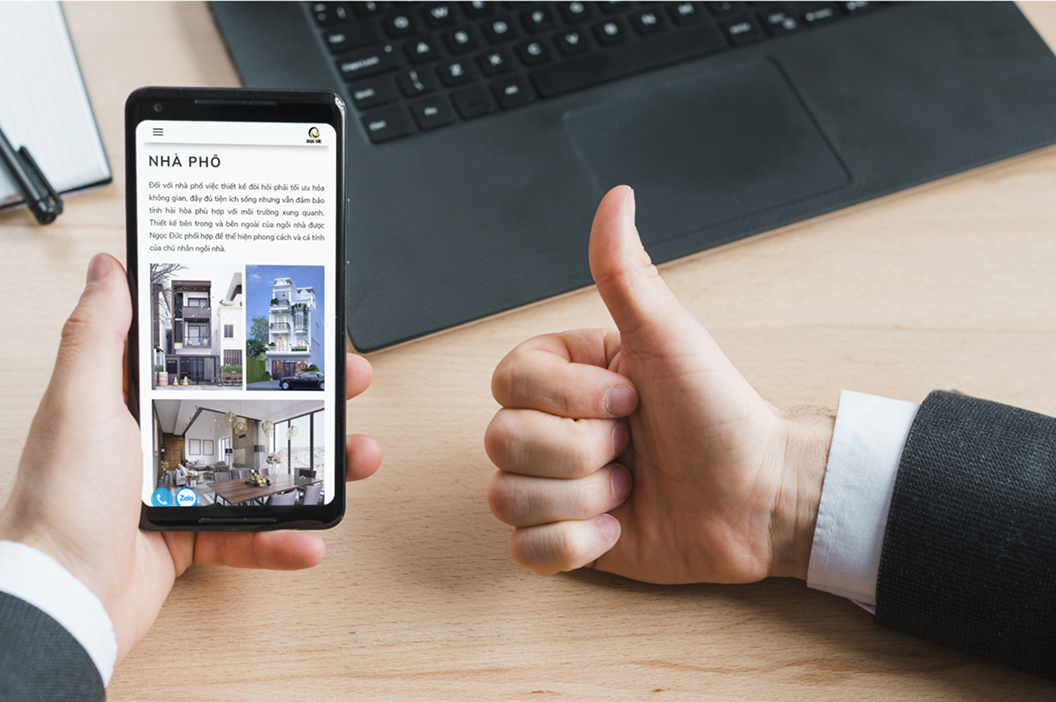 NGỌC ĐỨC
NHÀ PHÔ
Đối với nhà phố việc thiết kế đòi hỏi phải tối ưu hóa
không gian, đầy đủ tiện ích sống nhưng vẫn đảm bảo
tính hài hòa phù hợp với môi trường xung quanh.
Thiết kế bên trong và bên ngoài của ngôi nhà được
Ngọc Đức phối hợp để thể hiện phong cách và cá tính
của chủ nhân ngôi nhà.
Zalo